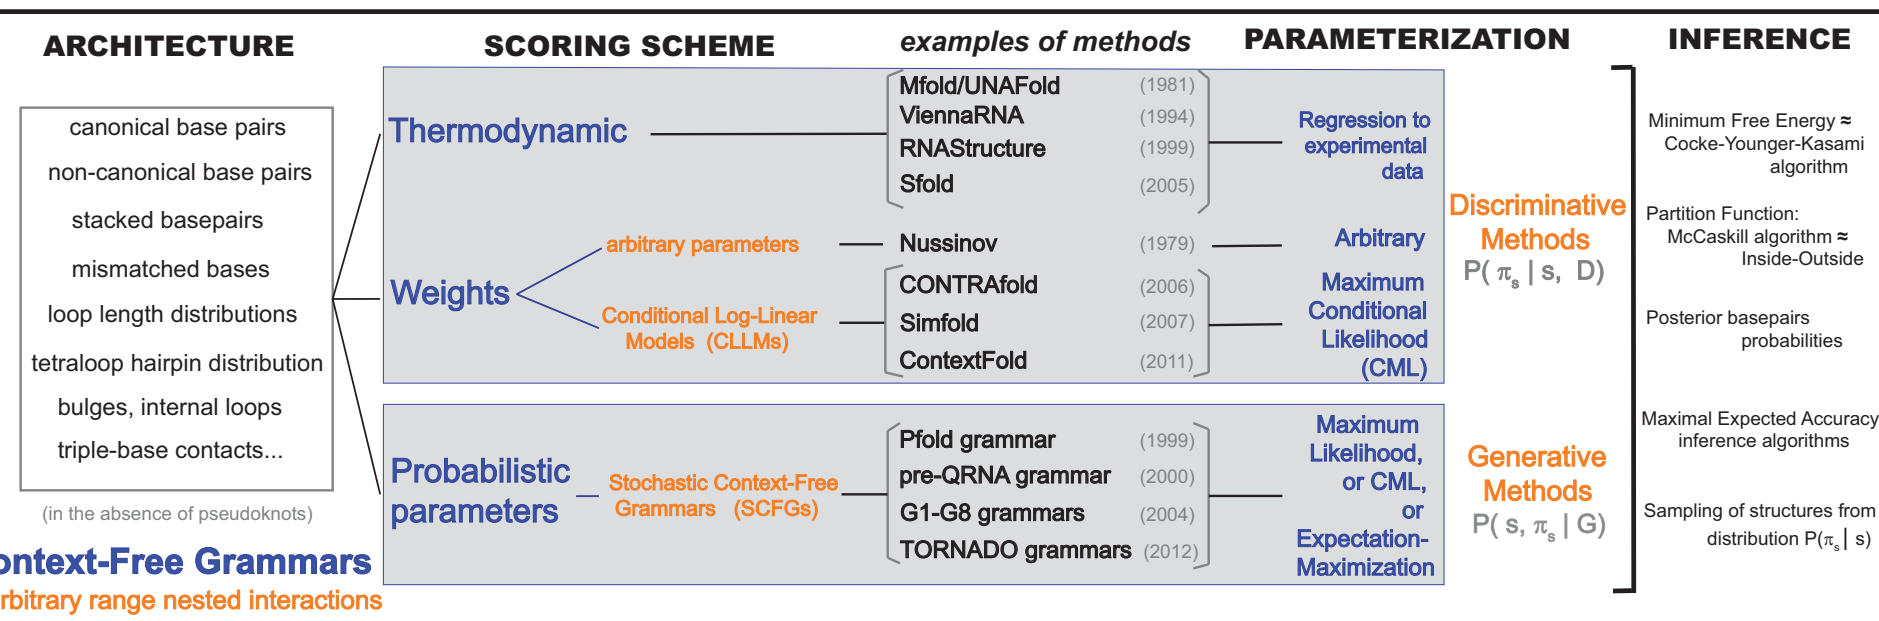 ARCHITECTURE
SCORING SCHEME
examples of methods
PARAMETERIZATION
INFERENCE
canonical base pairs
non-canonical base pairs
stacked basepairs
mismatched bases
loop length distributions
tetraloop hairpin distribution
bulges, internal loops
triple-base contacts...
(in the absence of pseudoknots)
ontext-Free Grammars
rbitrary range nested interactions
Thermodynamic
Mfold/UNAFold (1981)
ViennaRNA (1994)
RNAStructure (1999)
Sfold (2005)
Regression to
experimental
data
Weights
arbitrary parameters
Nussinov (1979)
Arbitrary
Conditional Log-Linear
Models (CLLMs)
CONTRAfold (2006)
Simfold (2007)
ContextFold (2011)
Maximum
Conditional
Likelihood
(CML)
Discriminative
Methods
P( πs | s, D)
Probabilistic
parameters
Stochastic Context-Free
Grammars (SCFGs)
Pfold grammar (1999)
pre-QRNA grammar (2000)
G1-G8 grammars (2004)
TORNADO grammars (2012)
Maximum
Likelihood,
or CML,
or
Expectation-
Maximization
Generative
Methods
P( s, πs | G)
Minimum Free Energy ≈
Cocke-Younger-Kasami
algorithm
Partition Function:
McCaskill algorithm ≈
Inside-Outside
Posterior basepairs
probabilities
Maximal Expected Accuracy
inference algorithms
Sampling of structures from
distribution P(πs | s)